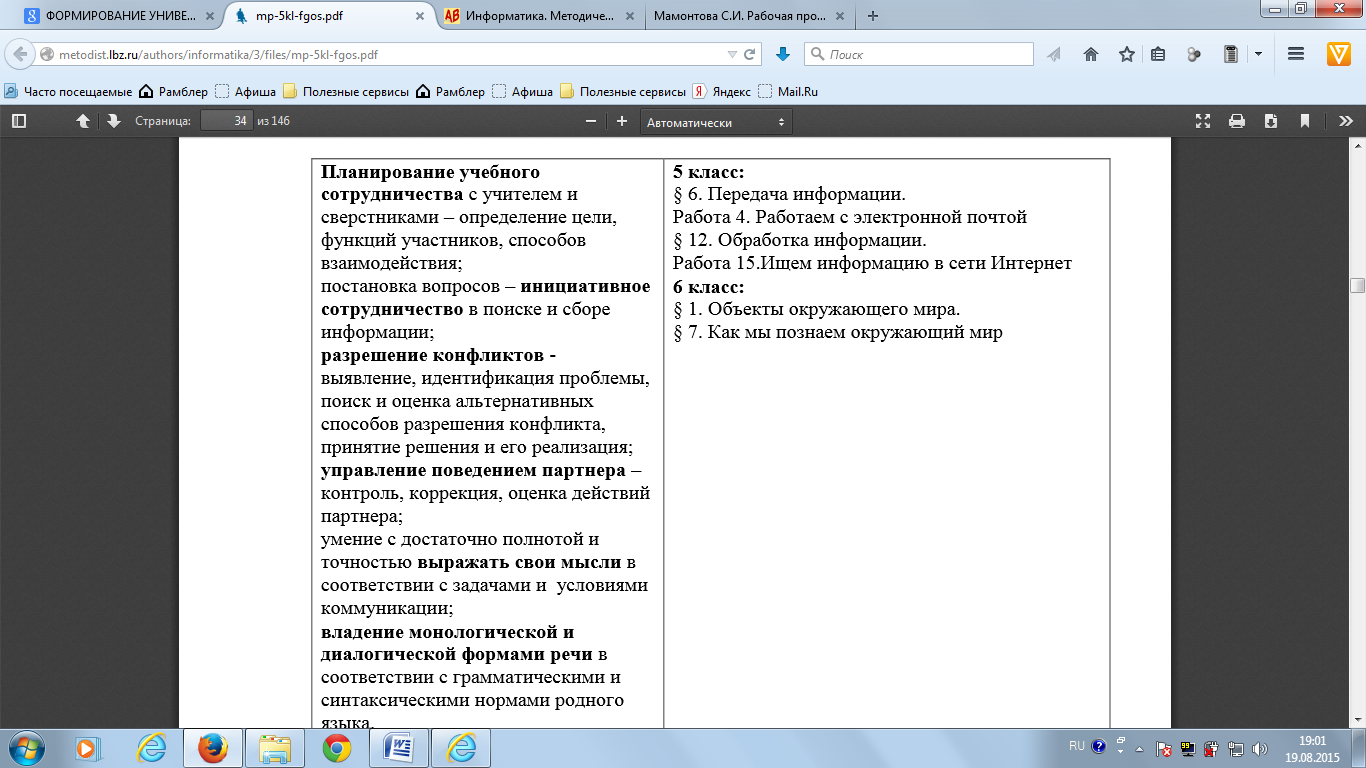 ФОРМИРОВАНИЕ УНИВЕ...
mp-5kl-fgos.pdf
Информатика. Методиче...
Мамонтова С.И. Рабочая про...
metodist.lbz.ru/authors/informatika/3/files/mp-5kl-fgos.pdf
Поиск
Часто посещаемые
Рамблер
Афиша
Полезные сервисы
Рамблер
Афиша
Полезные сервисы
Яндекс
Mail.Ru
Страница: 34 из 146
Автоматически
Планирование учебного
сотрудничества с учителем и
сверстниками – определение цели,
функций участников, способов
взаимодействия;
постановка вопросов – инициативное
сотрудничество в поиске и сборе
информации;
разрешение конфликтов -
выявление, идентификация проблемы,
поиск и оценка альтернативных
способов разрешения конфликта,
принятие решения и его реализация;
управление поведением партнера –
контроль, коррекция, оценка действий
партнера;
умение с достаточно полнотой и
точностью выражать свои мысли в
соответствии с задачами и условиями
коммуникации;
владение монологической и
диалогической формами речи в
соответствии с грамматическими и
синтаксическими нормами родного
языка.
5 класс:
§ 6. Передача информации.
Работа 4. Работаем с электронной почтой
§ 12. Обработка информации.
Работа 15.Ищем информацию в сети Интернет
6 класс:
§ 1. Объекты окружающего мира.
§ 7. Как мы познаем окружающий мир
RU
99
19:01
19.08.2015